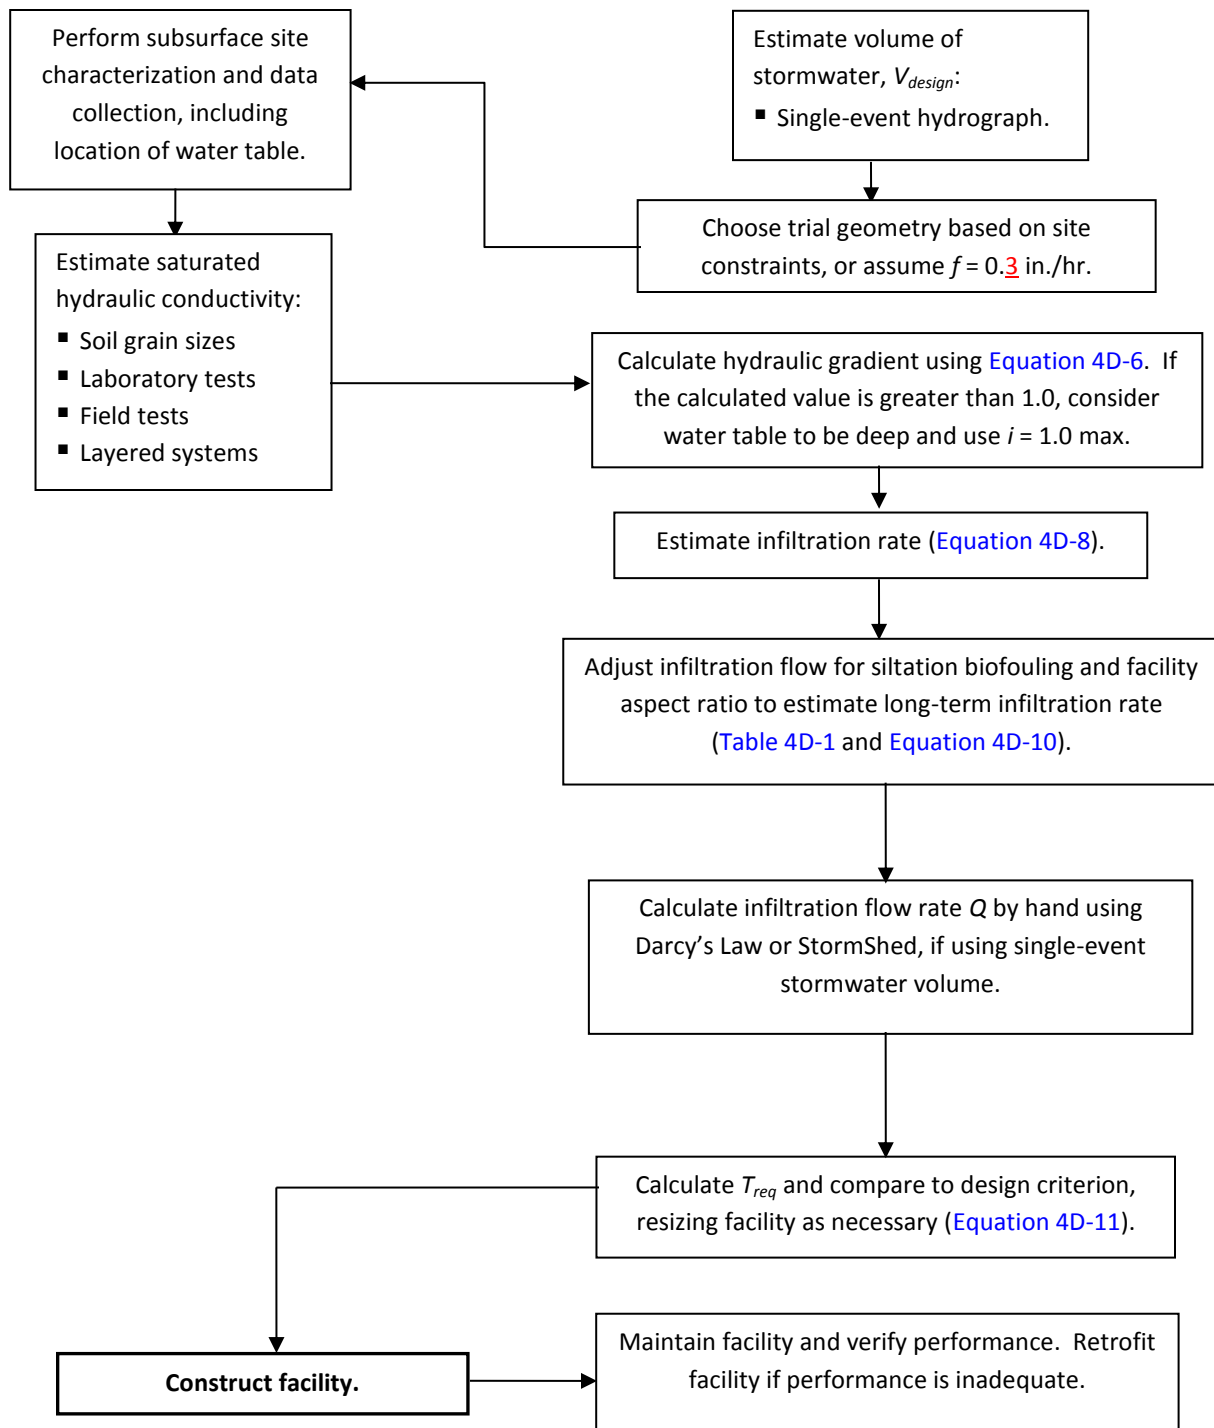 Perform subsurface site
characterization and data
collection, including
location of water table.
Estimate volume of
stormwater, Vdesign:
▪ Single-event hydrograph.
Choose trial geometry based on site
constraints, or assume f = 0.3 in./hr.
Estimate saturated
hydraulic conductivity:
▪ Soil grain sizes
▪ Laboratory tests
▪ Field tests
▪ Layered systems
Calculate hydraulic gradient using Equation 4D-6. If
the calculated value is greater than 1.0, consider
water table to be deep and use i = 1.0 max.
Estimate infiltration rate (Equation 4D-8).
Adjust infiltration flow for siltation biofouling and facility
aspect ratio to estimate long-term infiltration rate
(Table 4D-1 and Equation 4D-10).
Calculate infiltration flow rate Q by hand using
Darcy’s Law or StormShed, if using single-event
stormwater volume.
Calculate Treq and compare to design criterion,
resizing facility as necessary (Equation 4D-11).
Construct facility.
Maintain facility and verify performance. Retrofit
facility if performance is inadequate.